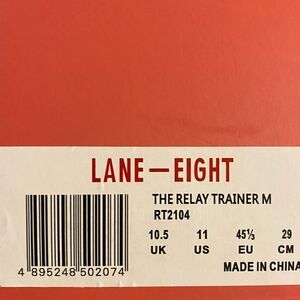 LANE—EIGHT
THE RELAY TRAINER M
RT2104
10.5 11 45⅓ 29
UK US EU CM
4 895248 502074
MADE IN CHINA